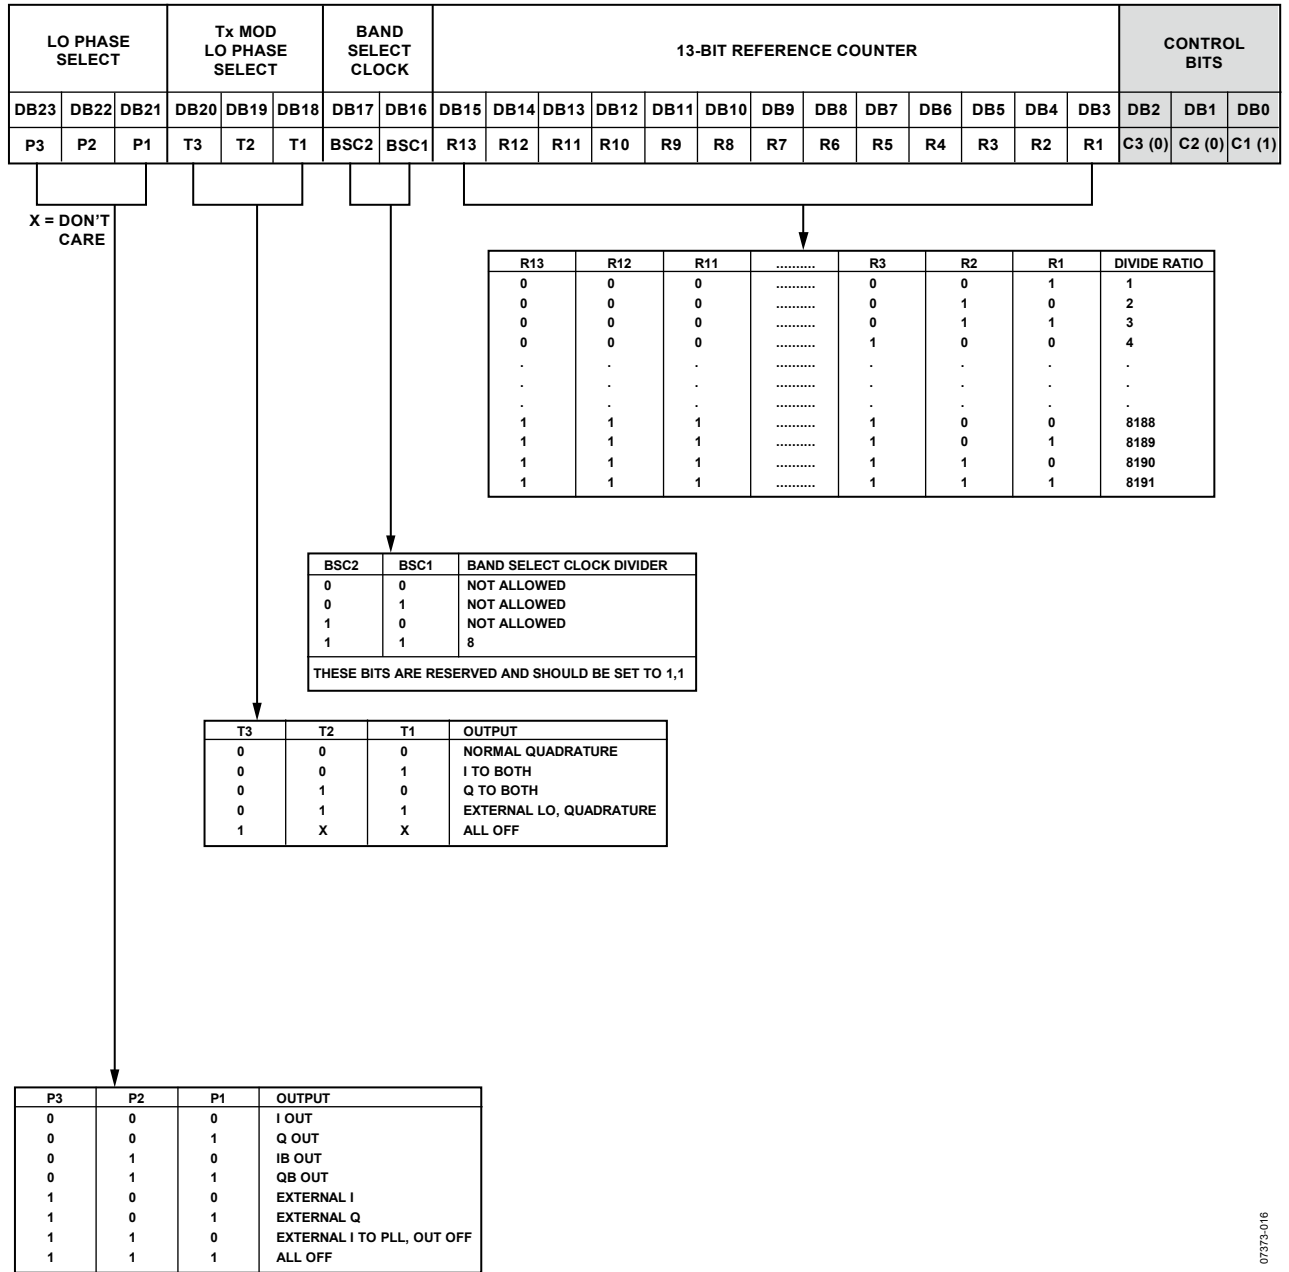 LO PHASE SELECT
Tx MOD LO PHASE SELECT
BAND SELECT CLOCK
13-BIT REFERENCE COUNTER
CONTROL BITS
DB23 DB22 DB21 DB20 DB19 DB18 DB17 DB16 DB15 DB14 DB13 DB12 DB11 DB10 DB9 DB8 DB7 DB6 DB5 DB4 DB3 DB2 DB1 DB0
P3 P2 P1 T3 T2 T1 BSC2 BSC1 R13 R12 R11 R10 R9 R8 R7 R6 R5 R4 R3 R2 R1 C3 (0) C2 (0) C1 (1)
X = DON'T
CARE
R13 R12 R11 .......... R3 R2 R1 DIVIDE RATIO
0 0 0 .......... 0 0 1 1
0 0 0 .......... 0 1 0 2
0 0 0 .......... 0 1 1 3
0 0 0 .......... 1 0 0 4
. . . .......... . . . .
. . . .......... . . . .
. . . .......... . . . .
1 1 1 .......... 1 0 0 8188
1 1 1 .......... 1 0 1 8189
1 1 1 .......... 1 1 0 8190
1 1 1 .......... 1 1 1 8191
BSC2 BSC1 BAND SELECT CLOCK DIVIDER
0 0 NOT ALLOWED
0 1 NOT ALLOWED
1 0 NOT ALLOWED
1 1 8
THESE BITS ARE RESERVED AND SHOULD BE SET TO 1,1
T3 T2 T1 OUTPUT
0 0 0 NORMAL QUADRATURE
0 0 1 I TO BOTH
0 1 0 Q TO BOTH
0 1 1 EXTERNAL LO, QUADRATURE
1 X X ALL OFF
P3 P2 P1 OUTPUT
0 0 0 I OUT
0 0 1 Q OUT
0 1 0 IB OUT
0 1 1 QB OUT
1 0 0 EXTERNAL I
1 0 1 EXTERNAL Q
1 1 0 EXTERNAL I TO PLL, OUT OFF
1 1 1 ALL OFF
07373-016